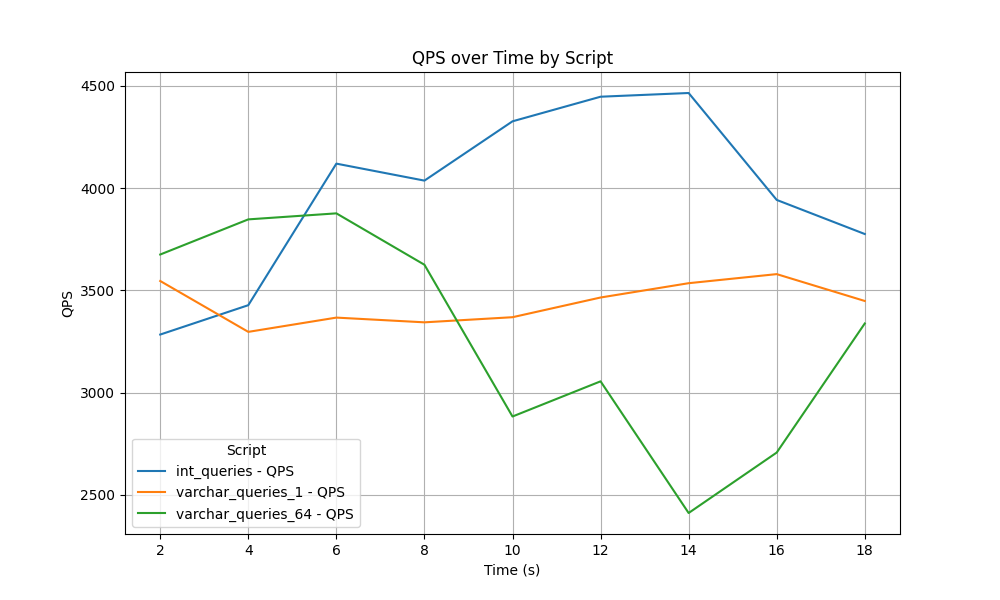 QPS over Time by Script
4500
4000
3500
3000
2500
QPS
Script
int_queries - QPS
varchar_queries_1 - QPS
varchar_queries_64 - QPS
2 4 6 8 10 12 14 16 18
Time (s)